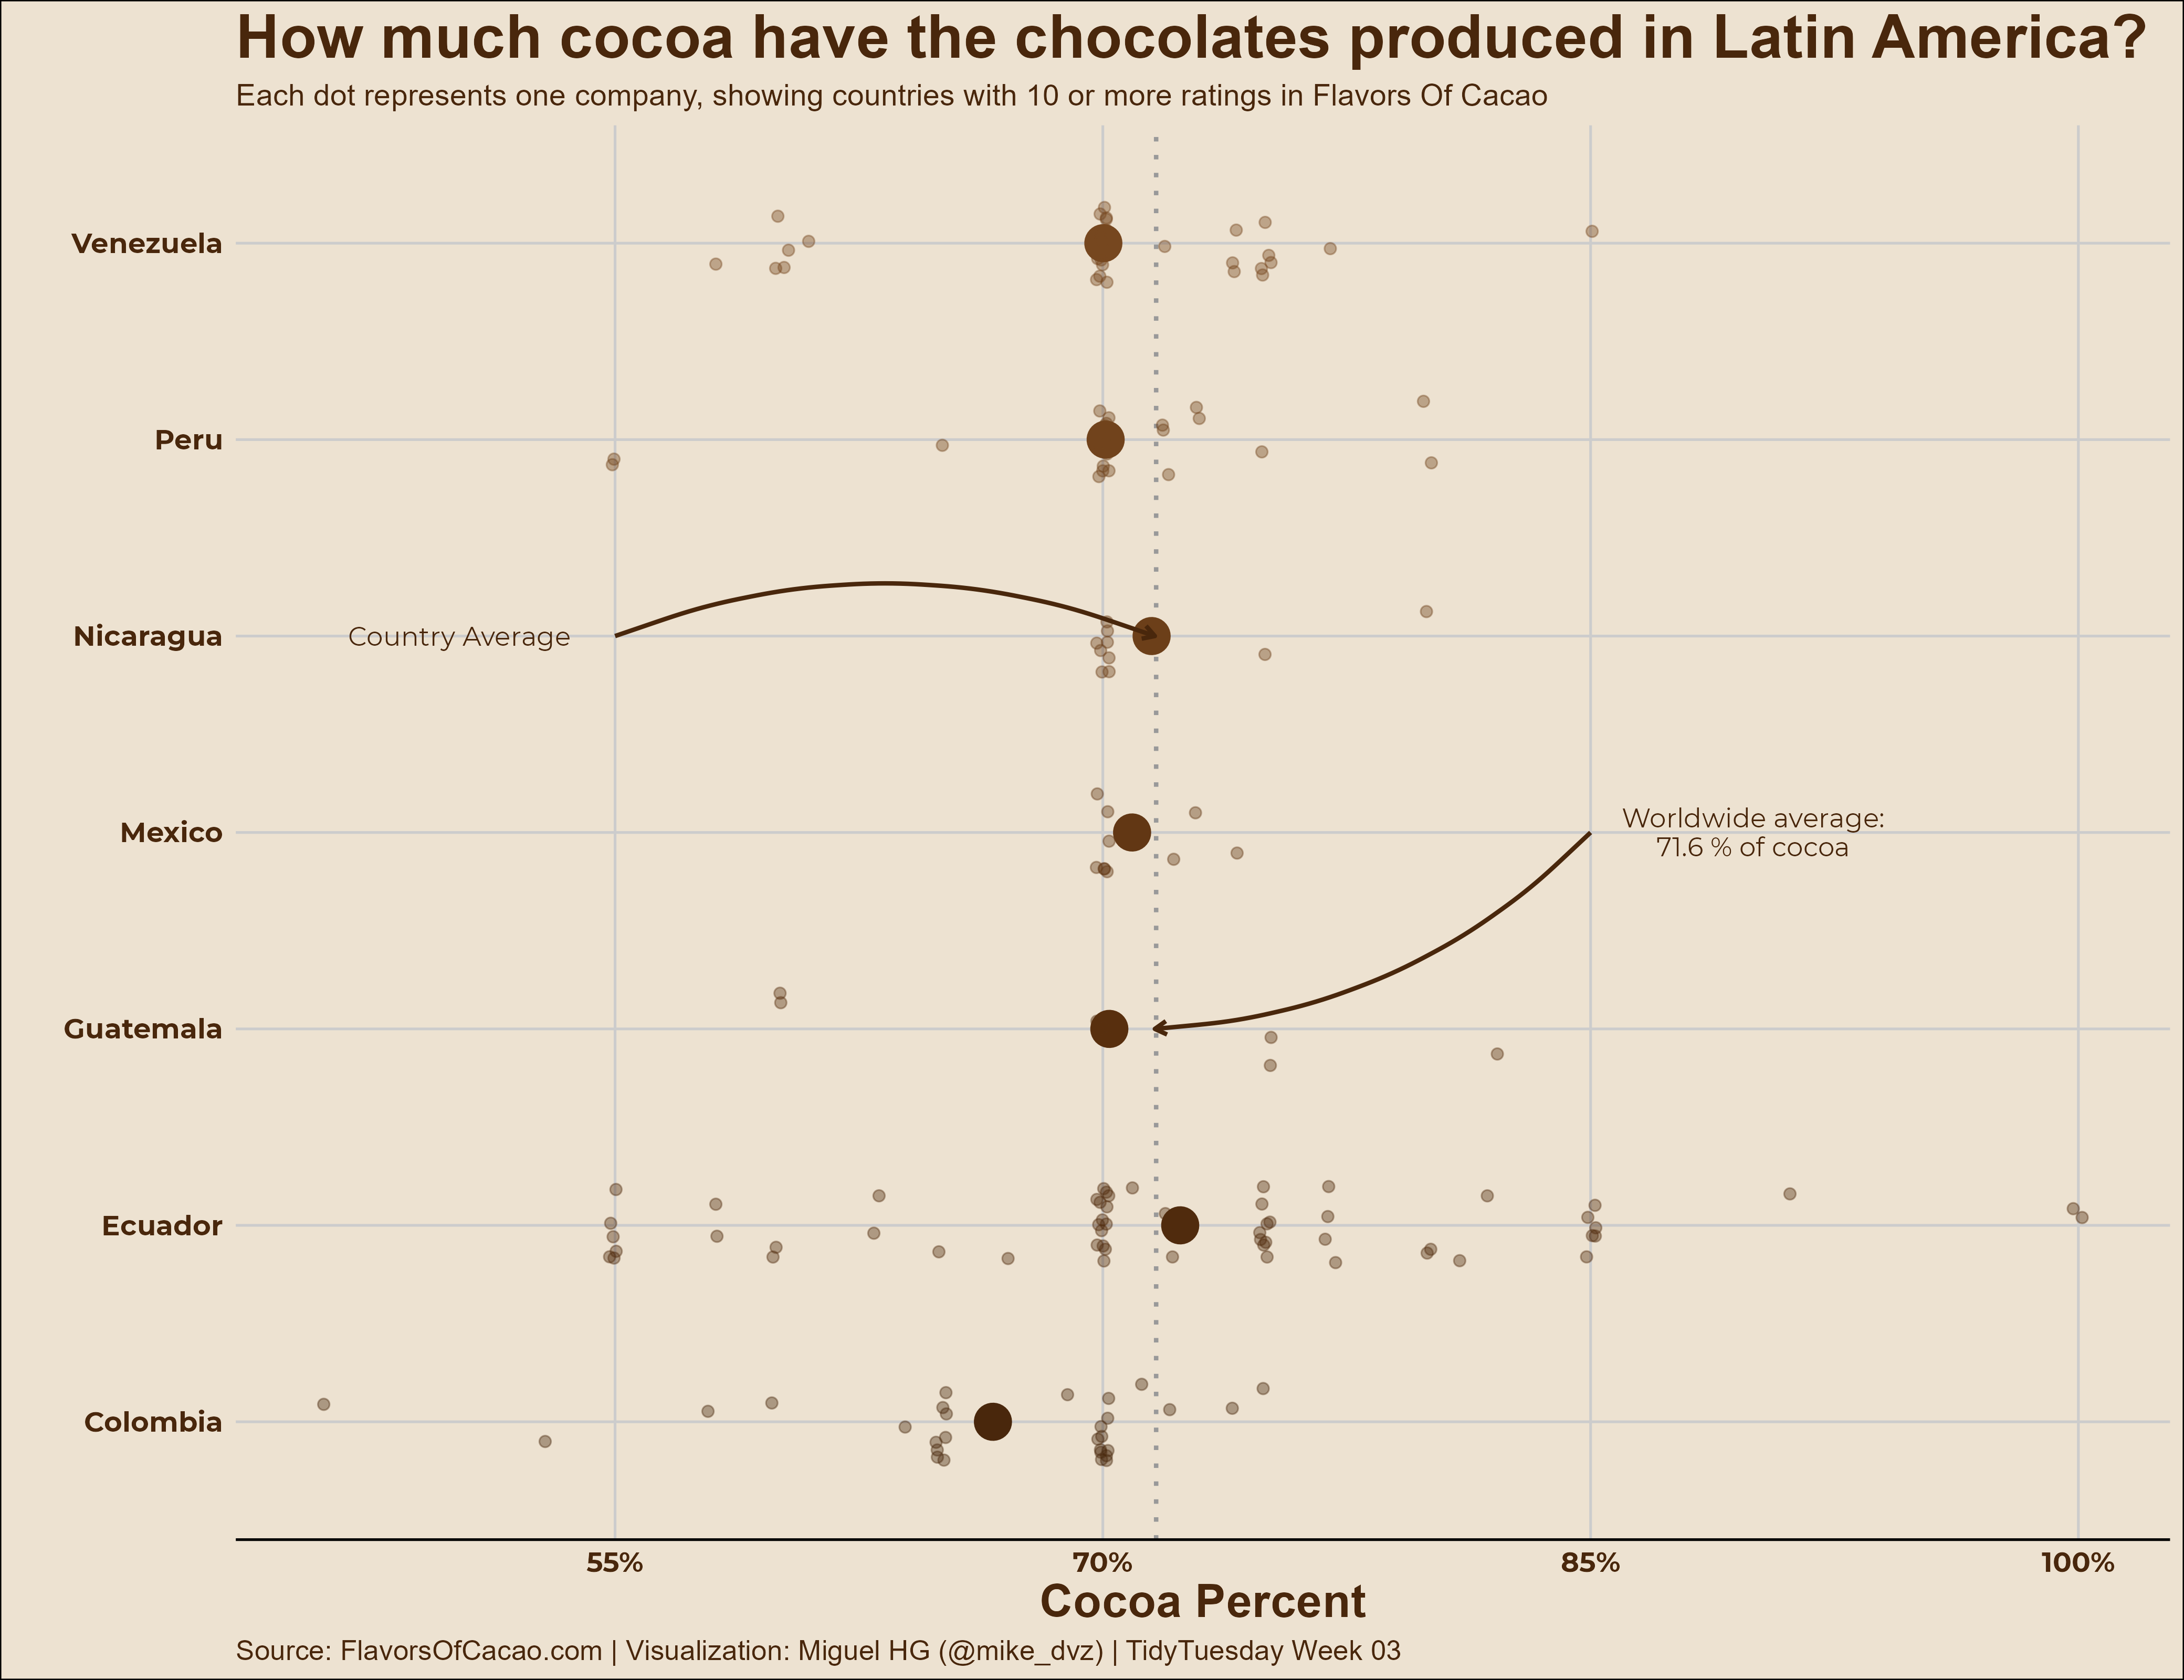 How much cocoa have the chocolates produced in Latin America?
Each dot represents one company, showing countries with 10 or more ratings in Flavors Of Cacao
Venezuela
Peru
Nicaragua
Country Average
Mexico
Worldwide average:
71.6 % of cocoa
Guatemala
Ecuador
Colombia
55%
70%
85%
100%
Cocoa Percent
Source: FlavorsOfCacao.com | Visualization: Miguel HG (@mike_dvz) | TidyTuesday Week 03